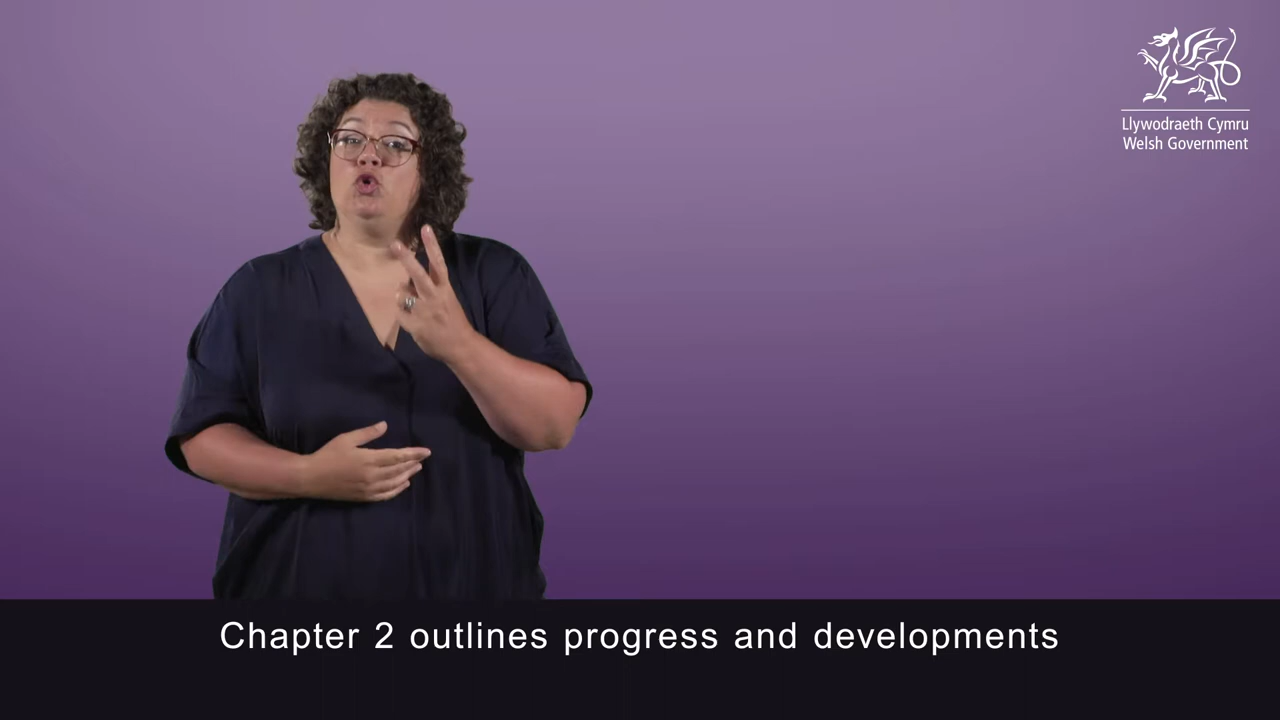 Llywodraeth Cymru
Welsh Government
Chapter 2 outlines progress and developments